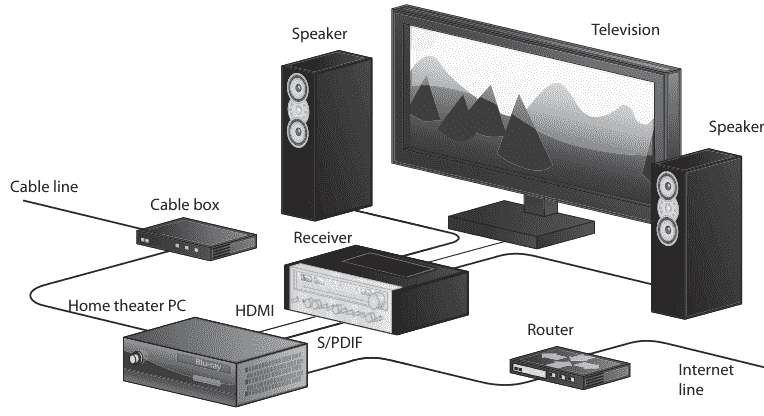 Television
Speaker
Speaker
Cable line
Cable box
Receiver
Home theater PC
HDMI
S/PDIF
Blu-ray
Router
Internet
line